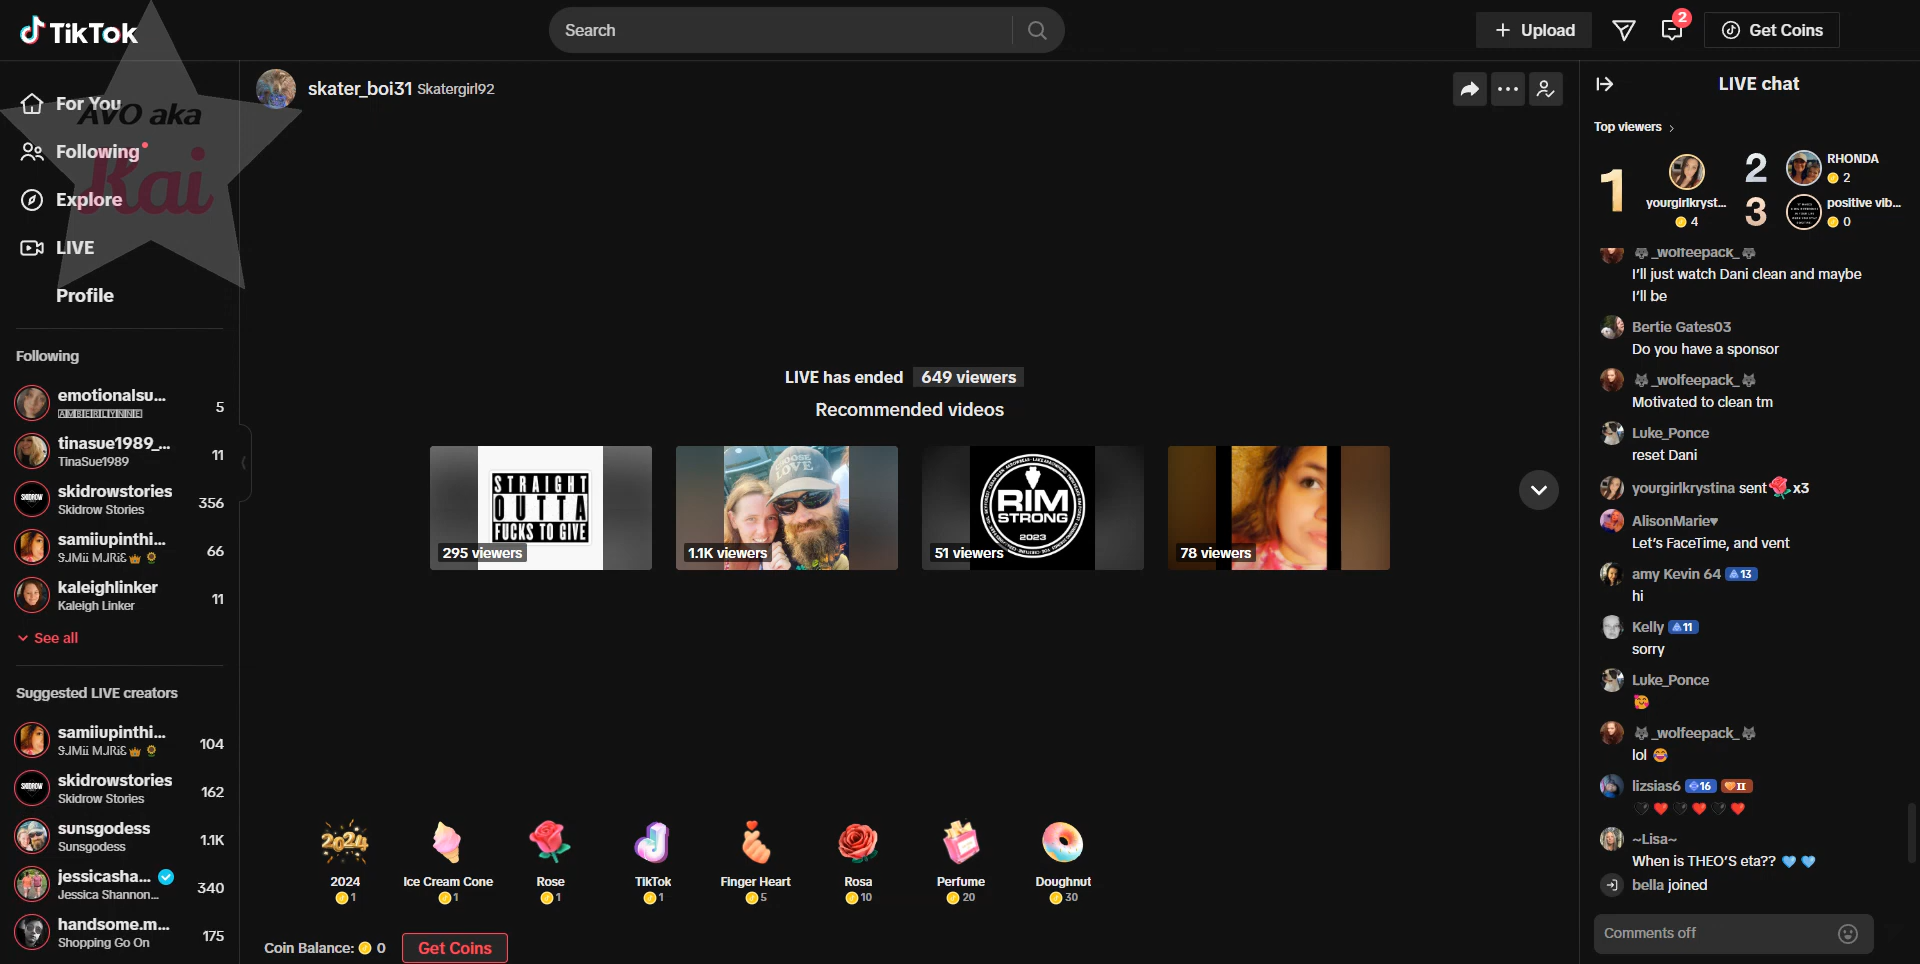 TikTok
Search
Upload
2
Get Coins
AVO aka
Kai
For You
Following
Explore
LIVE
Profile
Following
emotionalsu...
AMBERLYNNE
5
tinasue1989_...
TinaSue1989
11
skidrowstories
Skidrow Stories
356
samiiupinthi...
66
kaleighlinker
Kaleigh Linker
11
See all
Suggested LIVE creators
samiiupinthi...
104
skidrowstories
Skidrow Stories
162
sunsgodess
Sunsgodess
1.1K
jessicasha...
Jessica Shannon...
340
handsome.m...
Shopping Go On
175
skater_boi31 Skatergirl92
LIVE has ended 649 viewers
Recommended videos
STRAIGHT
OUTTA
FUCKS TO GIVE
295 viewers
CHOOSE
LOVE
1.1K viewers
RIM
STRONG
2023
51 viewers
78 viewers
2024
2024
1
Ice Cream Cone
1
Rose
1
TikTok
1
Finger Heart
5
Rosa
10
Perfume
20
Doughnut
30
Coin Balance: 0
Get Coins
LIVE chat
Top viewers
1
yourgirlkryst...
4
2
RHONDA
2
3
positive vib...
0
_wolfeepack_
I'll just watch Dani clean and maybe
I'll be
Bertie Gates03
Do you have a sponsor
_wolfeepack_
Motivated to clean tm
Luke_Ponce
reset Dani
yourgirlkrystina sent 🌹 x3
AlisonMarie♥
Let's FaceTime, and vent
amy Kevin 64 13
hi
Kelly 11
sorry
Luke_Ponce
🥰
_wolfeepack_
lol 😂
lizsias6 16 II
🖤❤️🖤❤️🖤❤️
~Lisa~
When is THEO'S eta?? 💙 💙
bella joined
Comments off